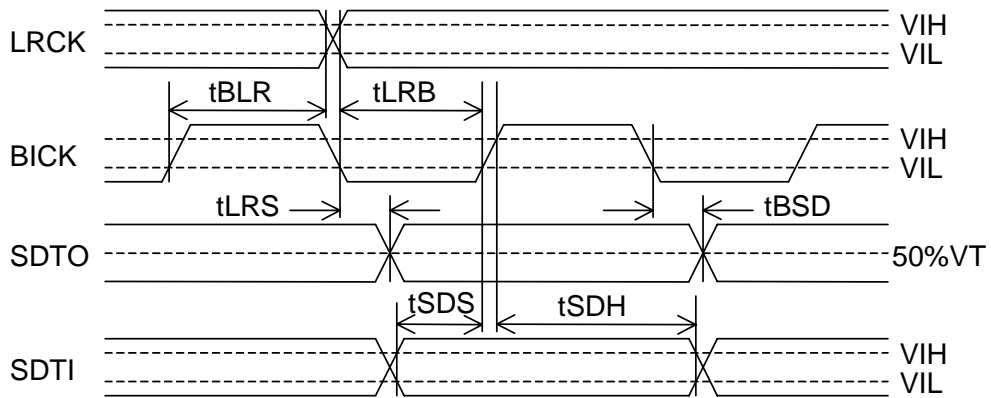 LRCK
VIH
VIL
tBLR
tLRB
BICK
VIH
VIL
tLRS
tBSD
SDTO
50%VT
tSDS
tSDH
SDTI
VIH
VIL